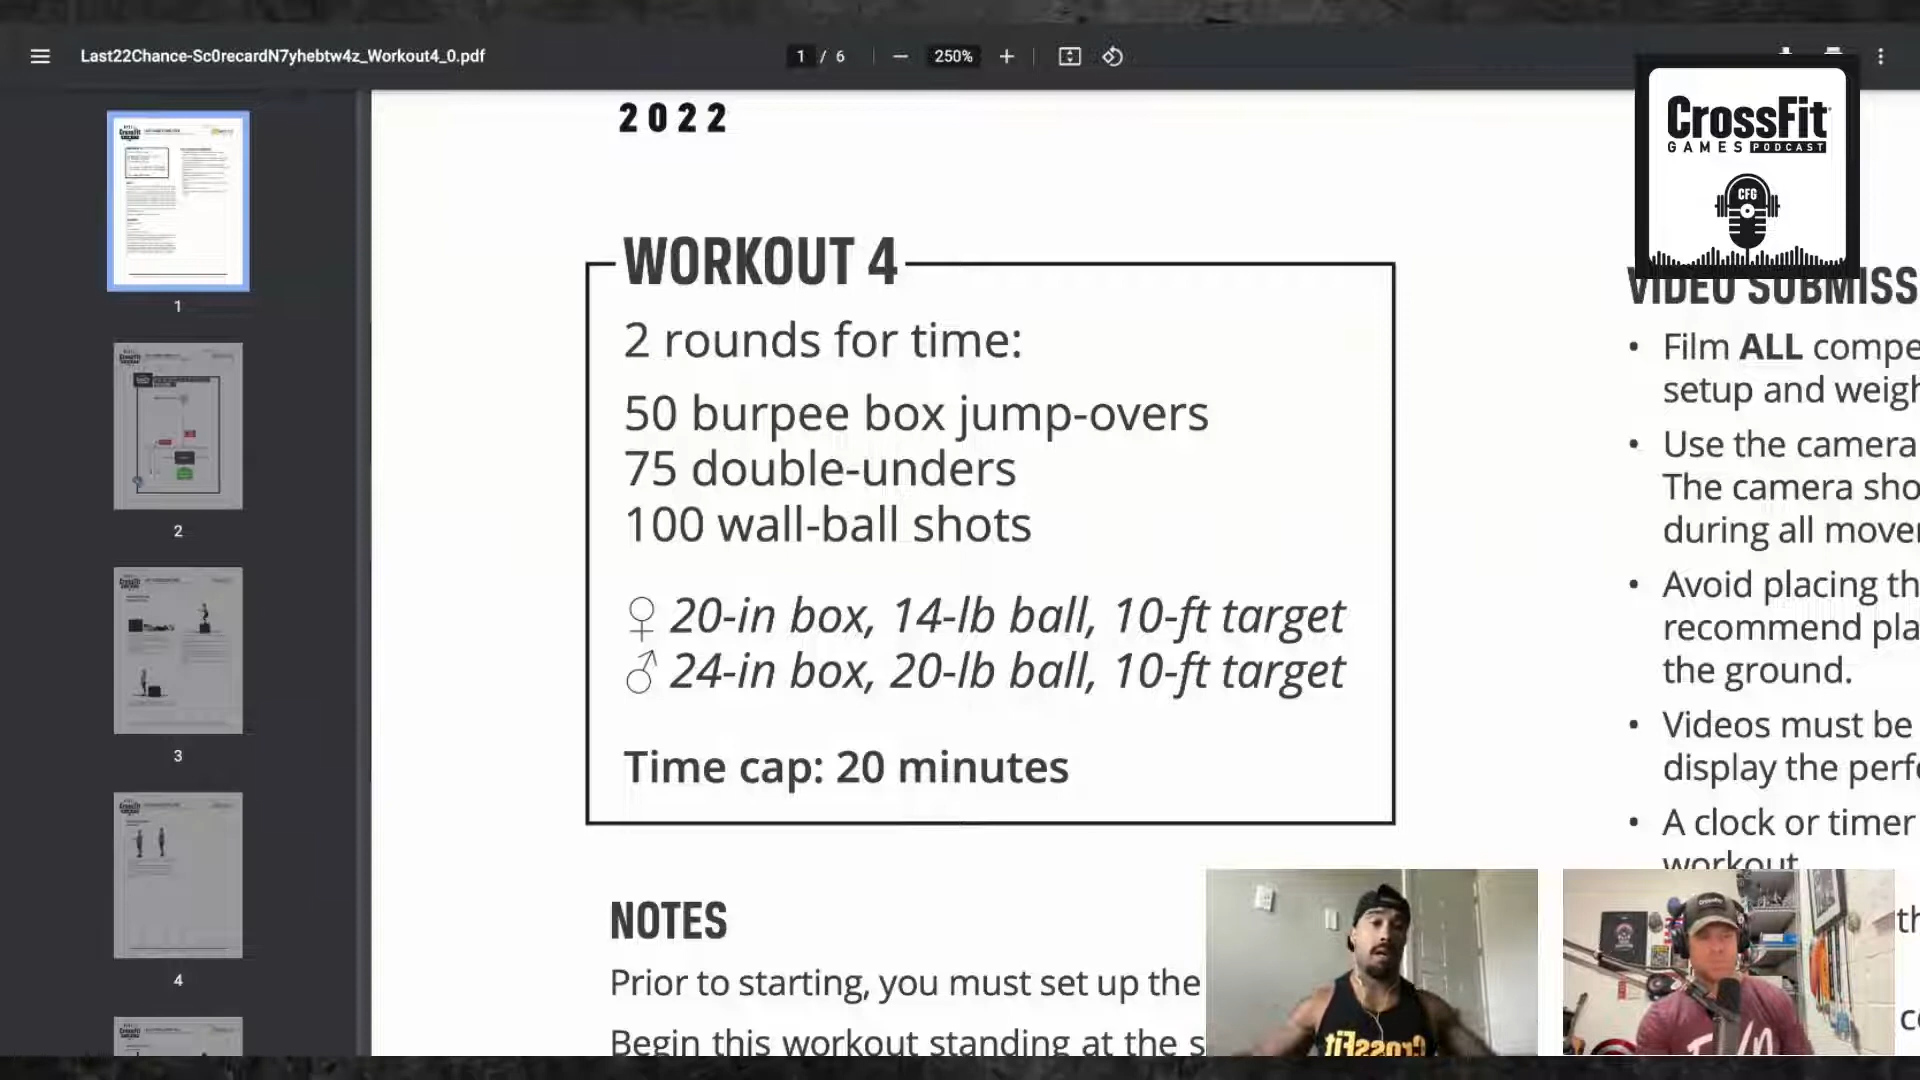 Last22Chance-Sc0recardN7yhebtw4z_Workout4_0.pdf
1 / 6
250%
2022
CrossFit
GAMES PODCAST
CFG
WORKOUT 4
2 rounds for time:
50 burpee box jump-overs
75 double-unders
100 wall-ball shots
♀ 20-in box, 14-lb ball, 10-ft target
♂ 24-in box, 20-lb ball, 10-ft target
Time cap: 20 minutes
NOTES
Prior to starting, you must set up the
Begin this workout standing at the s
VIDEO SUBMISS
• Film ALL compe
setup and weigh
• Use the camera
The camera sho
during all move
• Avoid placing th
recommend pla
the ground.
• Videos must be
display the perf
• A clock or timer
workout
1
2
3
4
CrossFit